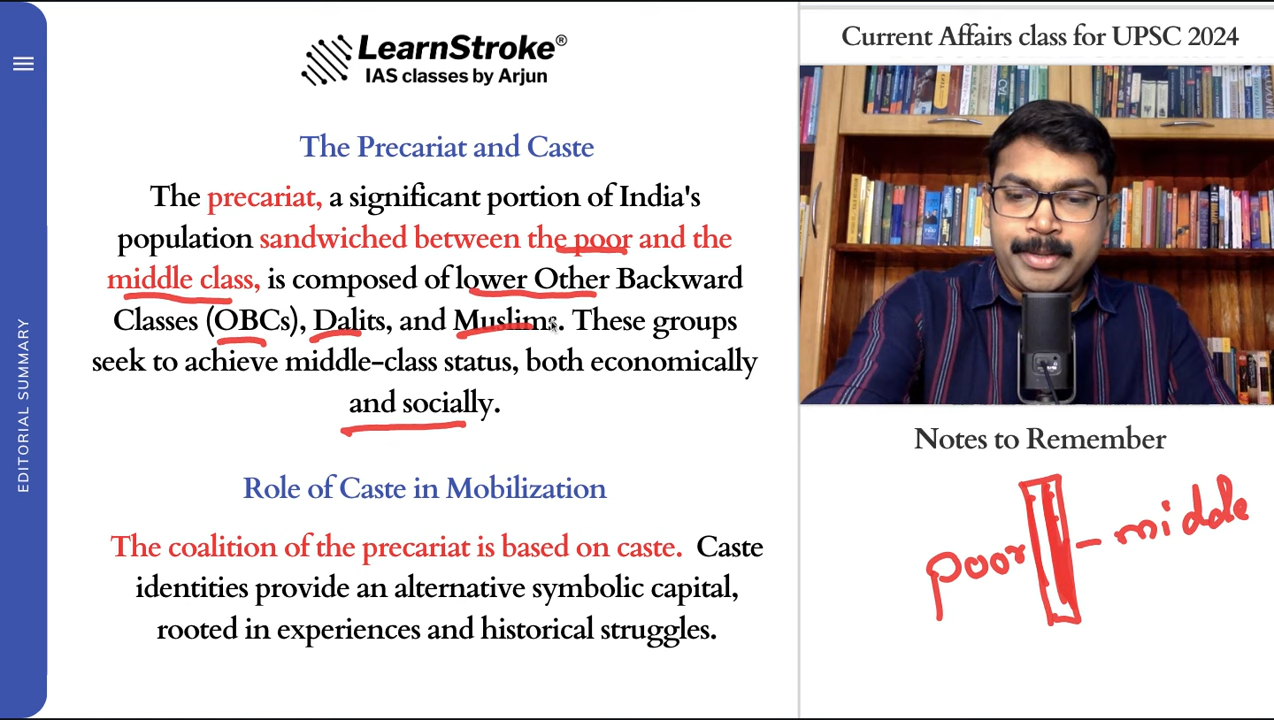 EDITORIAL SUMMARY
LearnStroke®
IAS classes by Arjun
The Precariat and Caste
The precariat, a significant portion of India's
population sandwiched between the poor and the
middle class, is composed of lower Other Backward
Classes (OBCs), Dalits, and Muslims. These groups
seek to achieve middle-class status, both economically
and socially.
Role of Caste in Mobilization
The coalition of the precariat is based on caste. Caste
identities provide an alternative symbolic capital,
rooted in experiences and historical struggles.
Current Affairs class for UPSC 2024
Notes to Remember
poor - middle